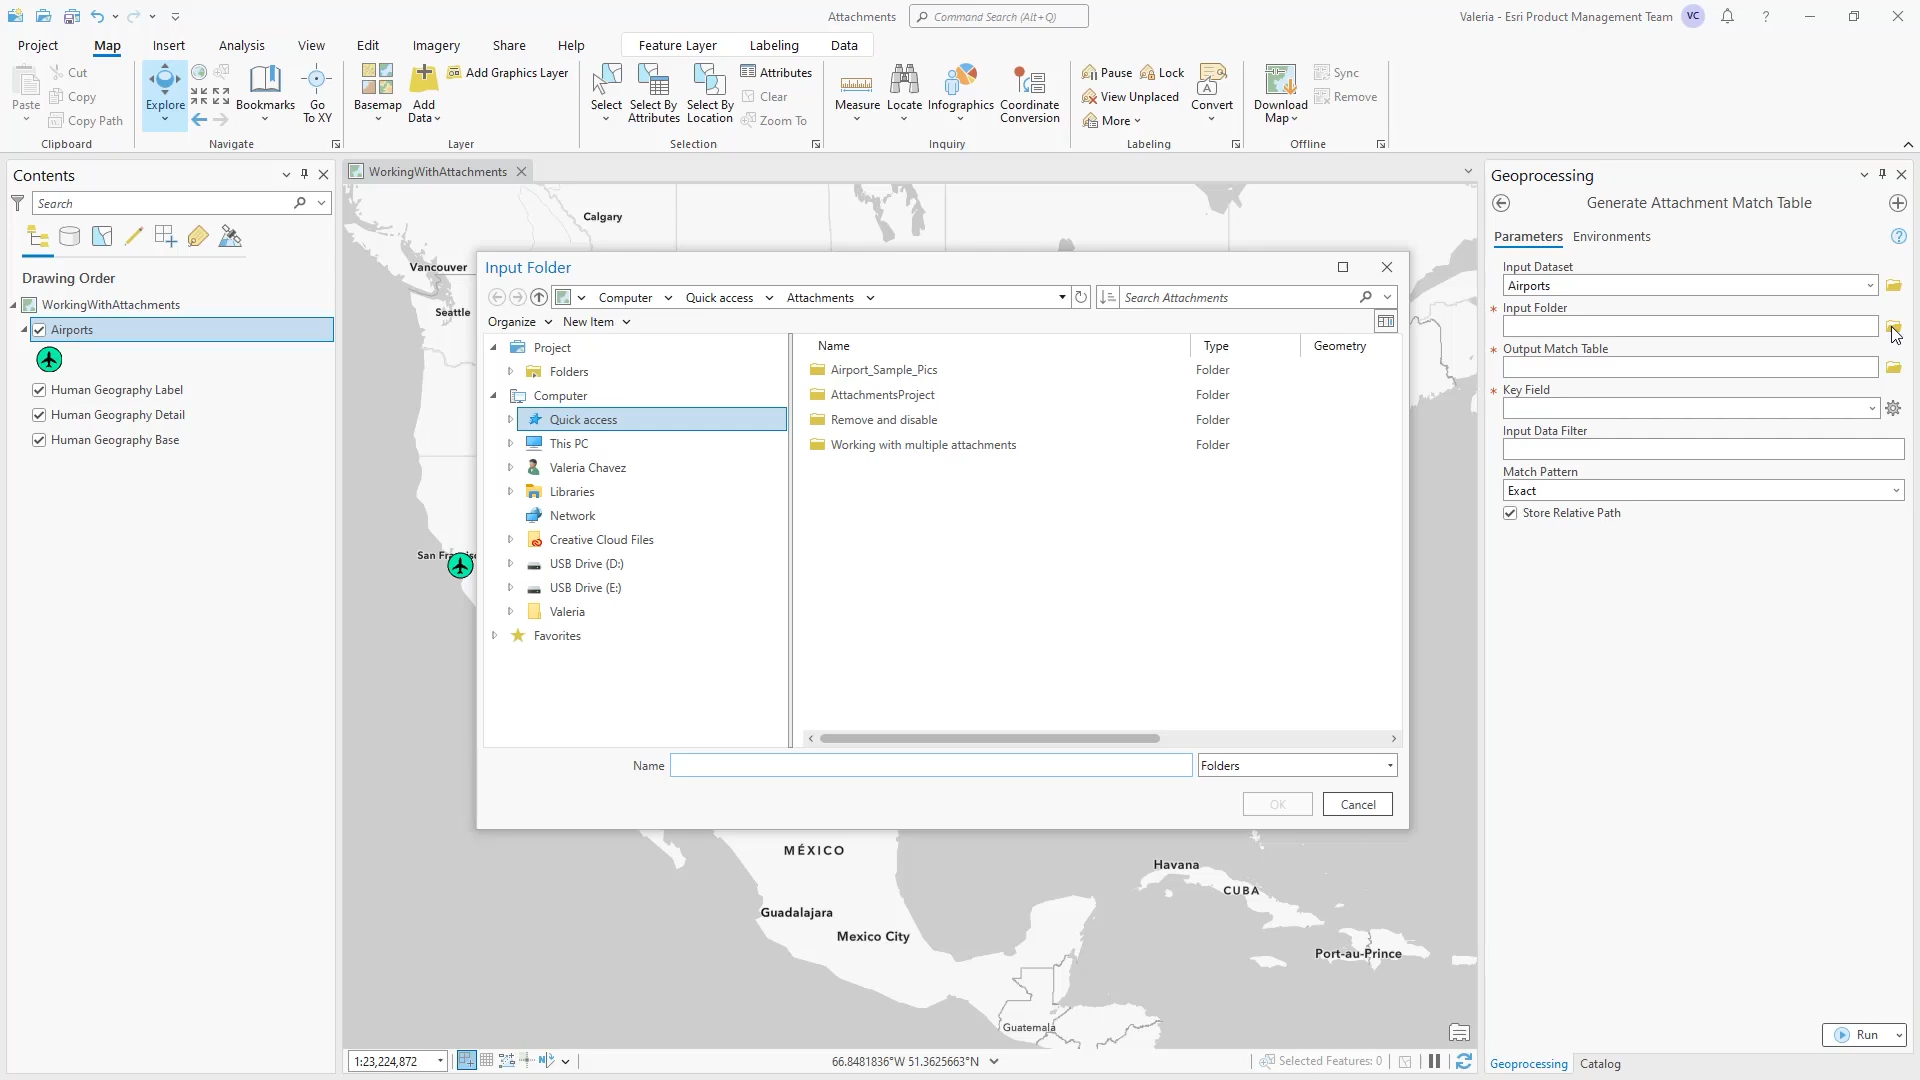 Attachments
Command Search (Alt+Q)
Valeria - Esri Product Management Team
VC
?
Project
Map
Insert
Analysis
View
Edit
Imagery
Share
Help
Feature Layer
Labeling
Data
Paste
Cut
Copy
Copy Path
Clipboard
Explore
Bookmarks
Go To XY
Navigate
Basemap
Add Data
Add Graphics Layer
Layer
Select
Select By Attributes
Select By Location
Attributes
Clear
Zoom To
Selection
Measure
Locate
Infographics
Coordinate Conversion
Inquiry
Pause
Lock
View Unplaced
More
Convert
Labeling
Download Map
Sync
Remove
Offline
Contents
Search
Drawing Order
WorkingWithAttachments
Airports
Human Geography Label
Human Geography Detail
Human Geography Base
WorkingWithAttachments
Calgary
Vancouver
Seattle
San Francisc
MÉXICO
Guadalajara
Mexico City
Guatemala
Havana
CUBA
Port-au-Prince
Input Folder
Computer
Quick access
Attachments
Search Attachments
Organize
New Item
Project
Folders
Computer
Quick access
This PC
Valeria Chavez
Libraries
Network
Creative Cloud Files
USB Drive (D:)
USB Drive (E:)
Valeria
Favorites
Name Type Geometry
Airport_Sample_Pics Folder
AttachmentsProject Folder
Remove and disable Folder
Working with multiple attachments Folder
Name
Folders
OK
Cancel
Geoprocessing
Generate Attachment Match Table
Parameters
Environments
?
Input Dataset
Airports
* Input Folder
* Output Match Table
* Key Field
Input Data Filter
Match Pattern
Exact
Store Relative Path
Run
1:23,224,872
66.8481836°W 51.3625663°N
Selected Features: 0
Geoprocessing
Catalog